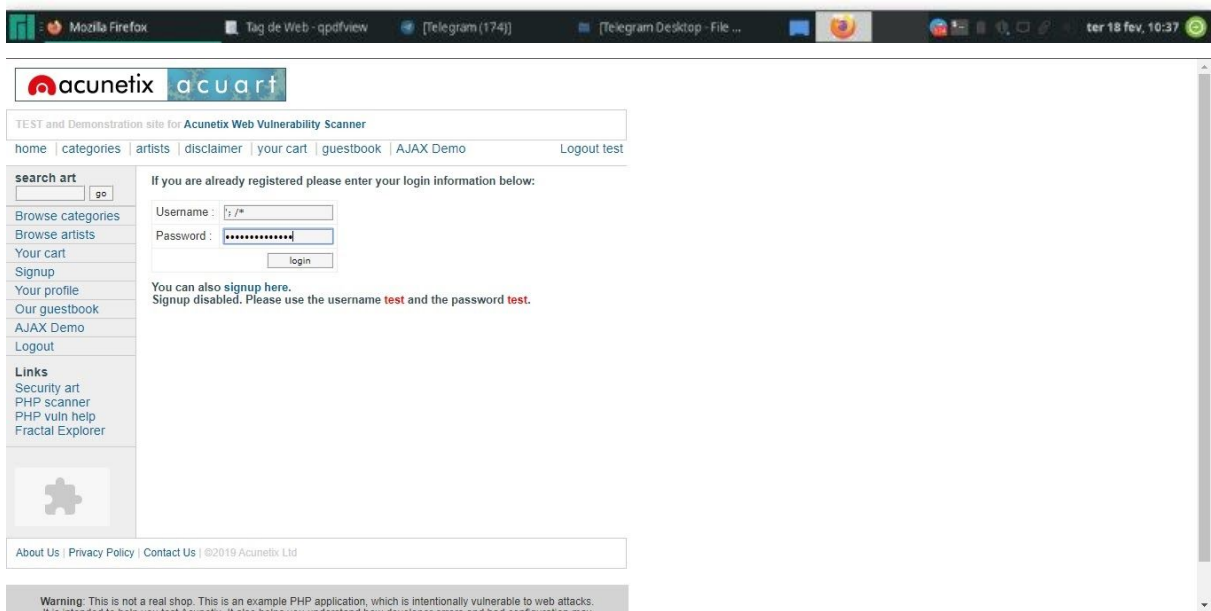 Mozilla Firefox
Tag de Web - qpdfview
[Telegram (174)]
[Telegram Desktop - File ...
ter 18 fev, 10:37
acunetix acuart
TEST and Demonstration site for Acunetix Web Vulnerability Scanner
home | categories | artists | disclaimer | your cart | guestbook | AJAX Demo
Logout test
search art
go
Browse categories
Browse artists
Your cart
Signup
Your profile
Our guestbook
AJAX Demo
Logout
Links
Security art
PHP scanner
PHP vuln help
Fractal Explorer
If you are already registered please enter your login information below:
Username : '; /*
Password : ••••••••••••••
login
You can also signup here.
Signup disabled. Please use the username test and the password test.
About Us | Privacy Policy | Contact Us | ©2019 Acunetix Ltd
Warning: This is not a real shop. This is an example PHP application, which is intentionally vulnerable to web attacks.